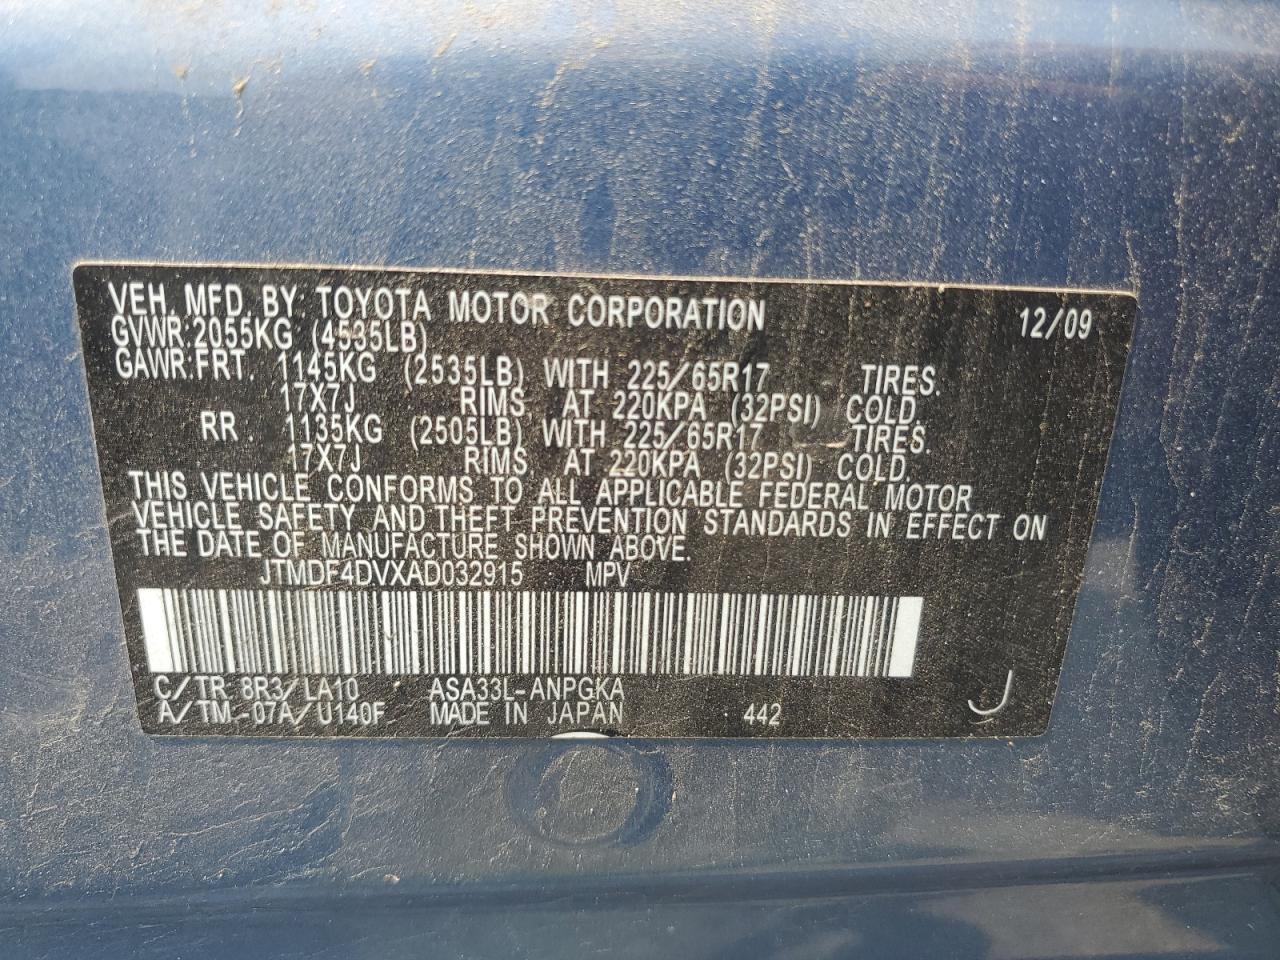 VEH. MFD. BY TOYOTA MOTOR CORPORATION 12/09
GVWR:2055KG (4535LB)
GAWR:FRT. 1145KG (2535LB) WITH 225/65R17 TIRES.
17X7J RIMS AT 220KPA (32PSI) COLD.
RR. 1135KG (2505LB) WITH 225/65R17 TIRES.
17X7J RIMS AT 220KPA (32PSI) COLD.
THIS VEHICLE CONFORMS TO ALL APPLICABLE FEDERAL MOTOR
VEHICLE SAFETY AND THEFT PREVENTION STANDARDS IN EFFECT ON
THE DATE OF MANUFACTURE SHOWN ABOVE.
JTMDF4DVXAD032915 MPV
C/TR 8R3/LA10 ASA33L-ANPGKA
A/TM -07A/U140F MADE IN JAPAN 442 J